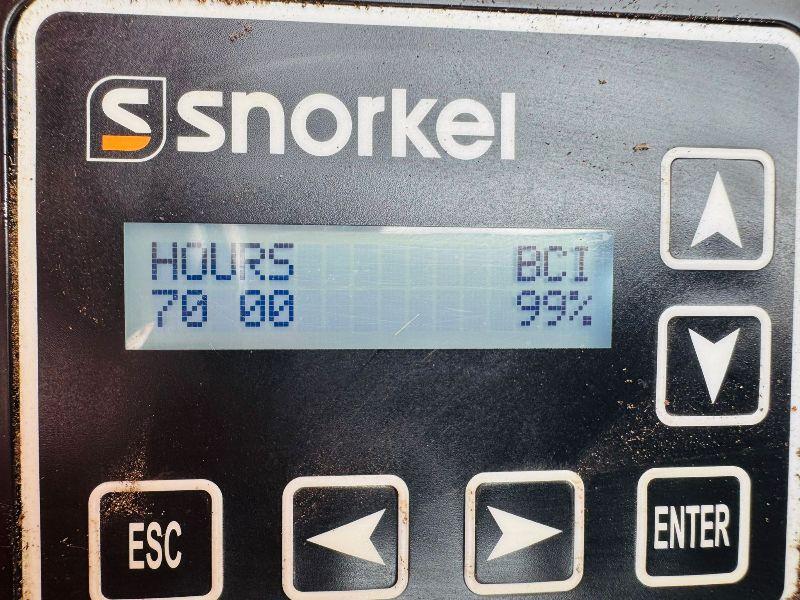 snorkel
HOURS BCI
70 00 99%
ESC ENTER